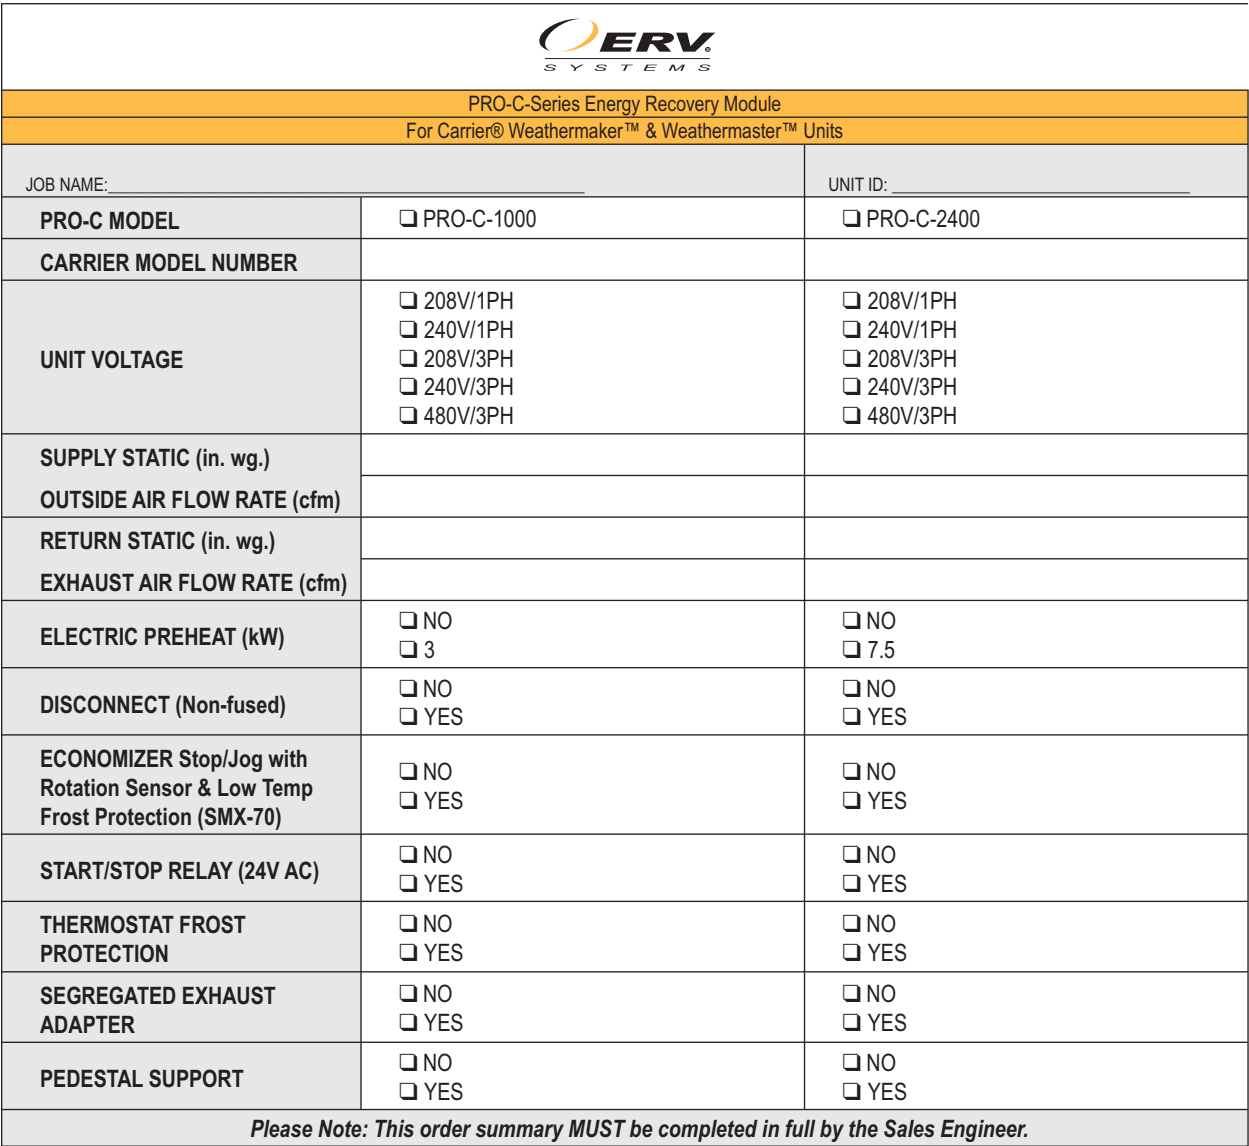 ERV®
SYSTEMS
PRO-C-Series Energy Recovery Module
For Carrier® Weathermaker™ & Weathermaster™ Units
JOB NAME: UNIT ID:
PRO-C MODEL ❏ PRO-C-1000 ❏ PRO-C-2400
CARRIER MODEL NUMBER
UNIT VOLTAGE
❏ 208V/1PH ❏ 208V/1PH
❏ 240V/1PH ❏ 240V/1PH
❏ 208V/3PH ❏ 208V/3PH
❏ 240V/3PH ❏ 240V/3PH
❏ 480V/3PH ❏ 480V/3PH
SUPPLY STATIC (in. wg.)
OUTSIDE AIR FLOW RATE (cfm)
RETURN STATIC (in. wg.)
EXHAUST AIR FLOW RATE (cfm)
ELECTRIC PREHEAT (kW)
❏ NO ❏ NO
❏ 3 ❏ 7.5
DISCONNECT (Non-fused)
❏ NO ❏ NO
❏ YES ❏ YES
ECONOMIZER Stop/Jog with
Rotation Sensor & Low Temp
Frost Protection (SMX-70)
❏ NO ❏ NO
❏ YES ❏ YES
START/STOP RELAY (24V AC)
❏ NO ❏ NO
❏ YES ❏ YES
THERMOSTAT FROST
PROTECTION
❏ NO ❏ NO
❏ YES ❏ YES
SEGREGATED EXHAUST
ADAPTER
❏ NO ❏ NO
❏ YES ❏ YES
PEDESTAL SUPPORT
❏ NO ❏ NO
❏ YES ❏ YES
Please Note: This order summary MUST be completed in full by the Sales Engineer.